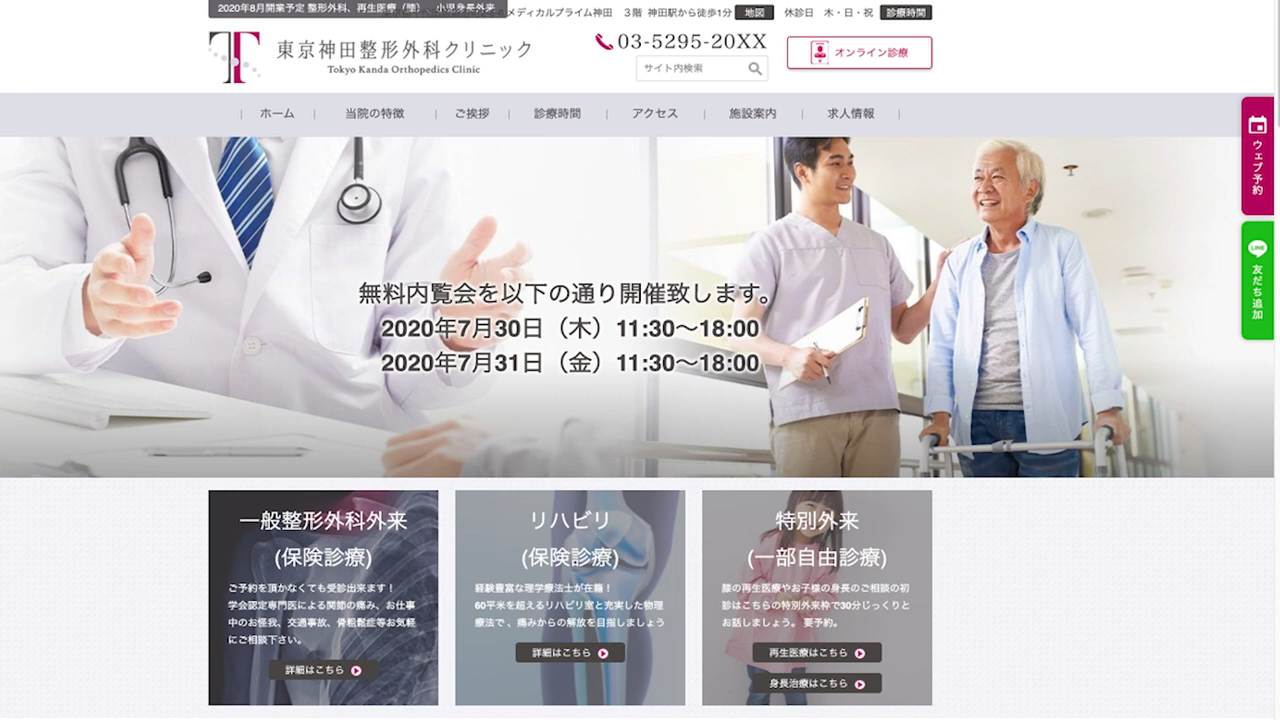 2020年8月開業予定 整形外科、再生医療（膝）　小児身長外来
メディカルプライム神田　３階 神田駅から徒歩1分
地図
休診日　木・日・祝
診療時間
東京神田整形外科クリニック
Tokyo Kanda Orthopedics Clinic
03-5295-20XX
サイト内検索
オンライン診療
ホーム
当院の特徴
ご挨拶
診療時間
アクセス
施設案内
求人情報
ウェブ予約
LINE
友だち追加
無料内覧会を以下の通り開催致します。
2020年7月30日（木）11:30〜18:00
2020年7月31日（金）11:30〜18:00
一般整形外科外来
(保険診療)
ご予約を頂かなくても受診出来ます！
学会認定専門医による関節の痛み、お仕事
中のお怪我、交通事故、骨粗鬆症等お気軽
にご相談下さい。
詳細はこちら
リハビリ
(保険診療)
経験豊富な理学療法士が在籍！
60平米を超えるリハビリ室と充実した物理
療法で 、痛みからの解放を目指しましょう
詳細はこちら
特別外来
(一部自由診療)
膝の再生医療やお子様の身長のご相談の初
診はこちらの特別外来枠で30分じっくりと
お話しましょう。 要予約。
再生医療はこちら
身長治療はこちら